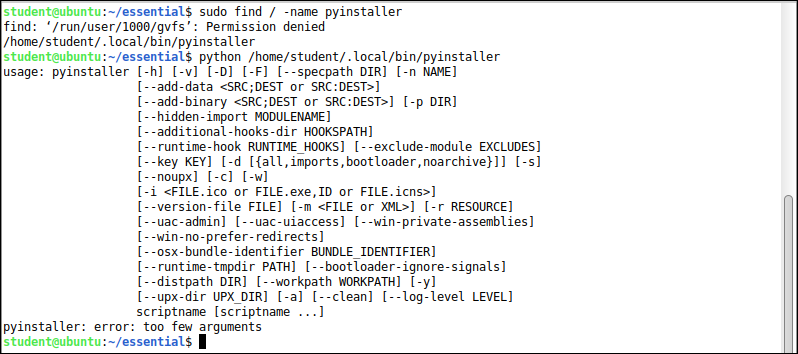 student@ubuntu:~/essential$ sudo find / -name pyinstaller
find: ‘/run/user/1000/gvfs’: Permission denied
/home/student/.local/bin/pyinstaller
student@ubuntu:~/essential$ python /home/student/.local/bin/pyinstaller
usage: pyinstaller [-h] [-v] [-D] [-F] [--specpath DIR] [-n NAME]
                   [--add-data <SRC;DEST or SRC:DEST>]
                   [--add-binary <SRC;DEST or SRC:DEST>] [-p DIR]
                   [--hidden-import MODULENAME]
                   [--additional-hooks-dir HOOKSPATH]
                   [--runtime-hook RUNTIME_HOOKS] [--exclude-module EXCLUDES]
                   [--key KEY] [-d [{all,imports,bootloader,noarchive}]] [-s]
                   [--noupx] [-c] [-w]
                   [-i <FILE.ico or FILE.exe,ID or FILE.icns>]
                   [--version-file FILE] [-m <FILE or XML>] [-r RESOURCE]
                   [--uac-admin] [--uac-uiaccess] [--win-private-assemblies]
                   [--win-no-prefer-redirects]
                   [--osx-bundle-identifier BUNDLE_IDENTIFIER]
                   [--runtime-tmpdir PATH] [--bootloader-ignore-signals]
                   [--distpath DIR] [--workpath WORKPATH] [-y]
                   [--upx-dir UPX_DIR] [-a] [--clean] [--log-level LEVEL]
                   scriptname [scriptname ...]
pyinstaller: error: too few arguments
student@ubuntu:~/essential$